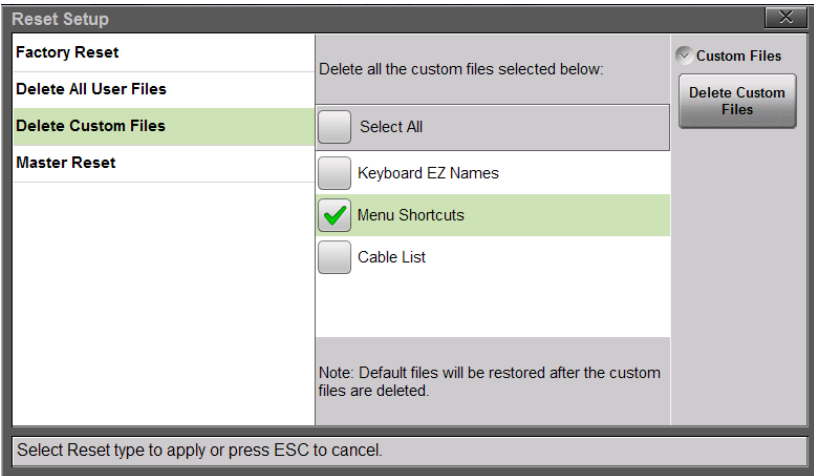 Reset Setup
Factory Reset
Delete All User Files
Delete Custom Files
Master Reset
Delete all the custom files selected below:
Select All
Keyboard EZ Names
Menu Shortcuts
Cable List
Note: Default files will be restored after the custom
files are deleted.
Custom Files
Delete Custom
Files
Select Reset type to apply or press ESC to cancel.